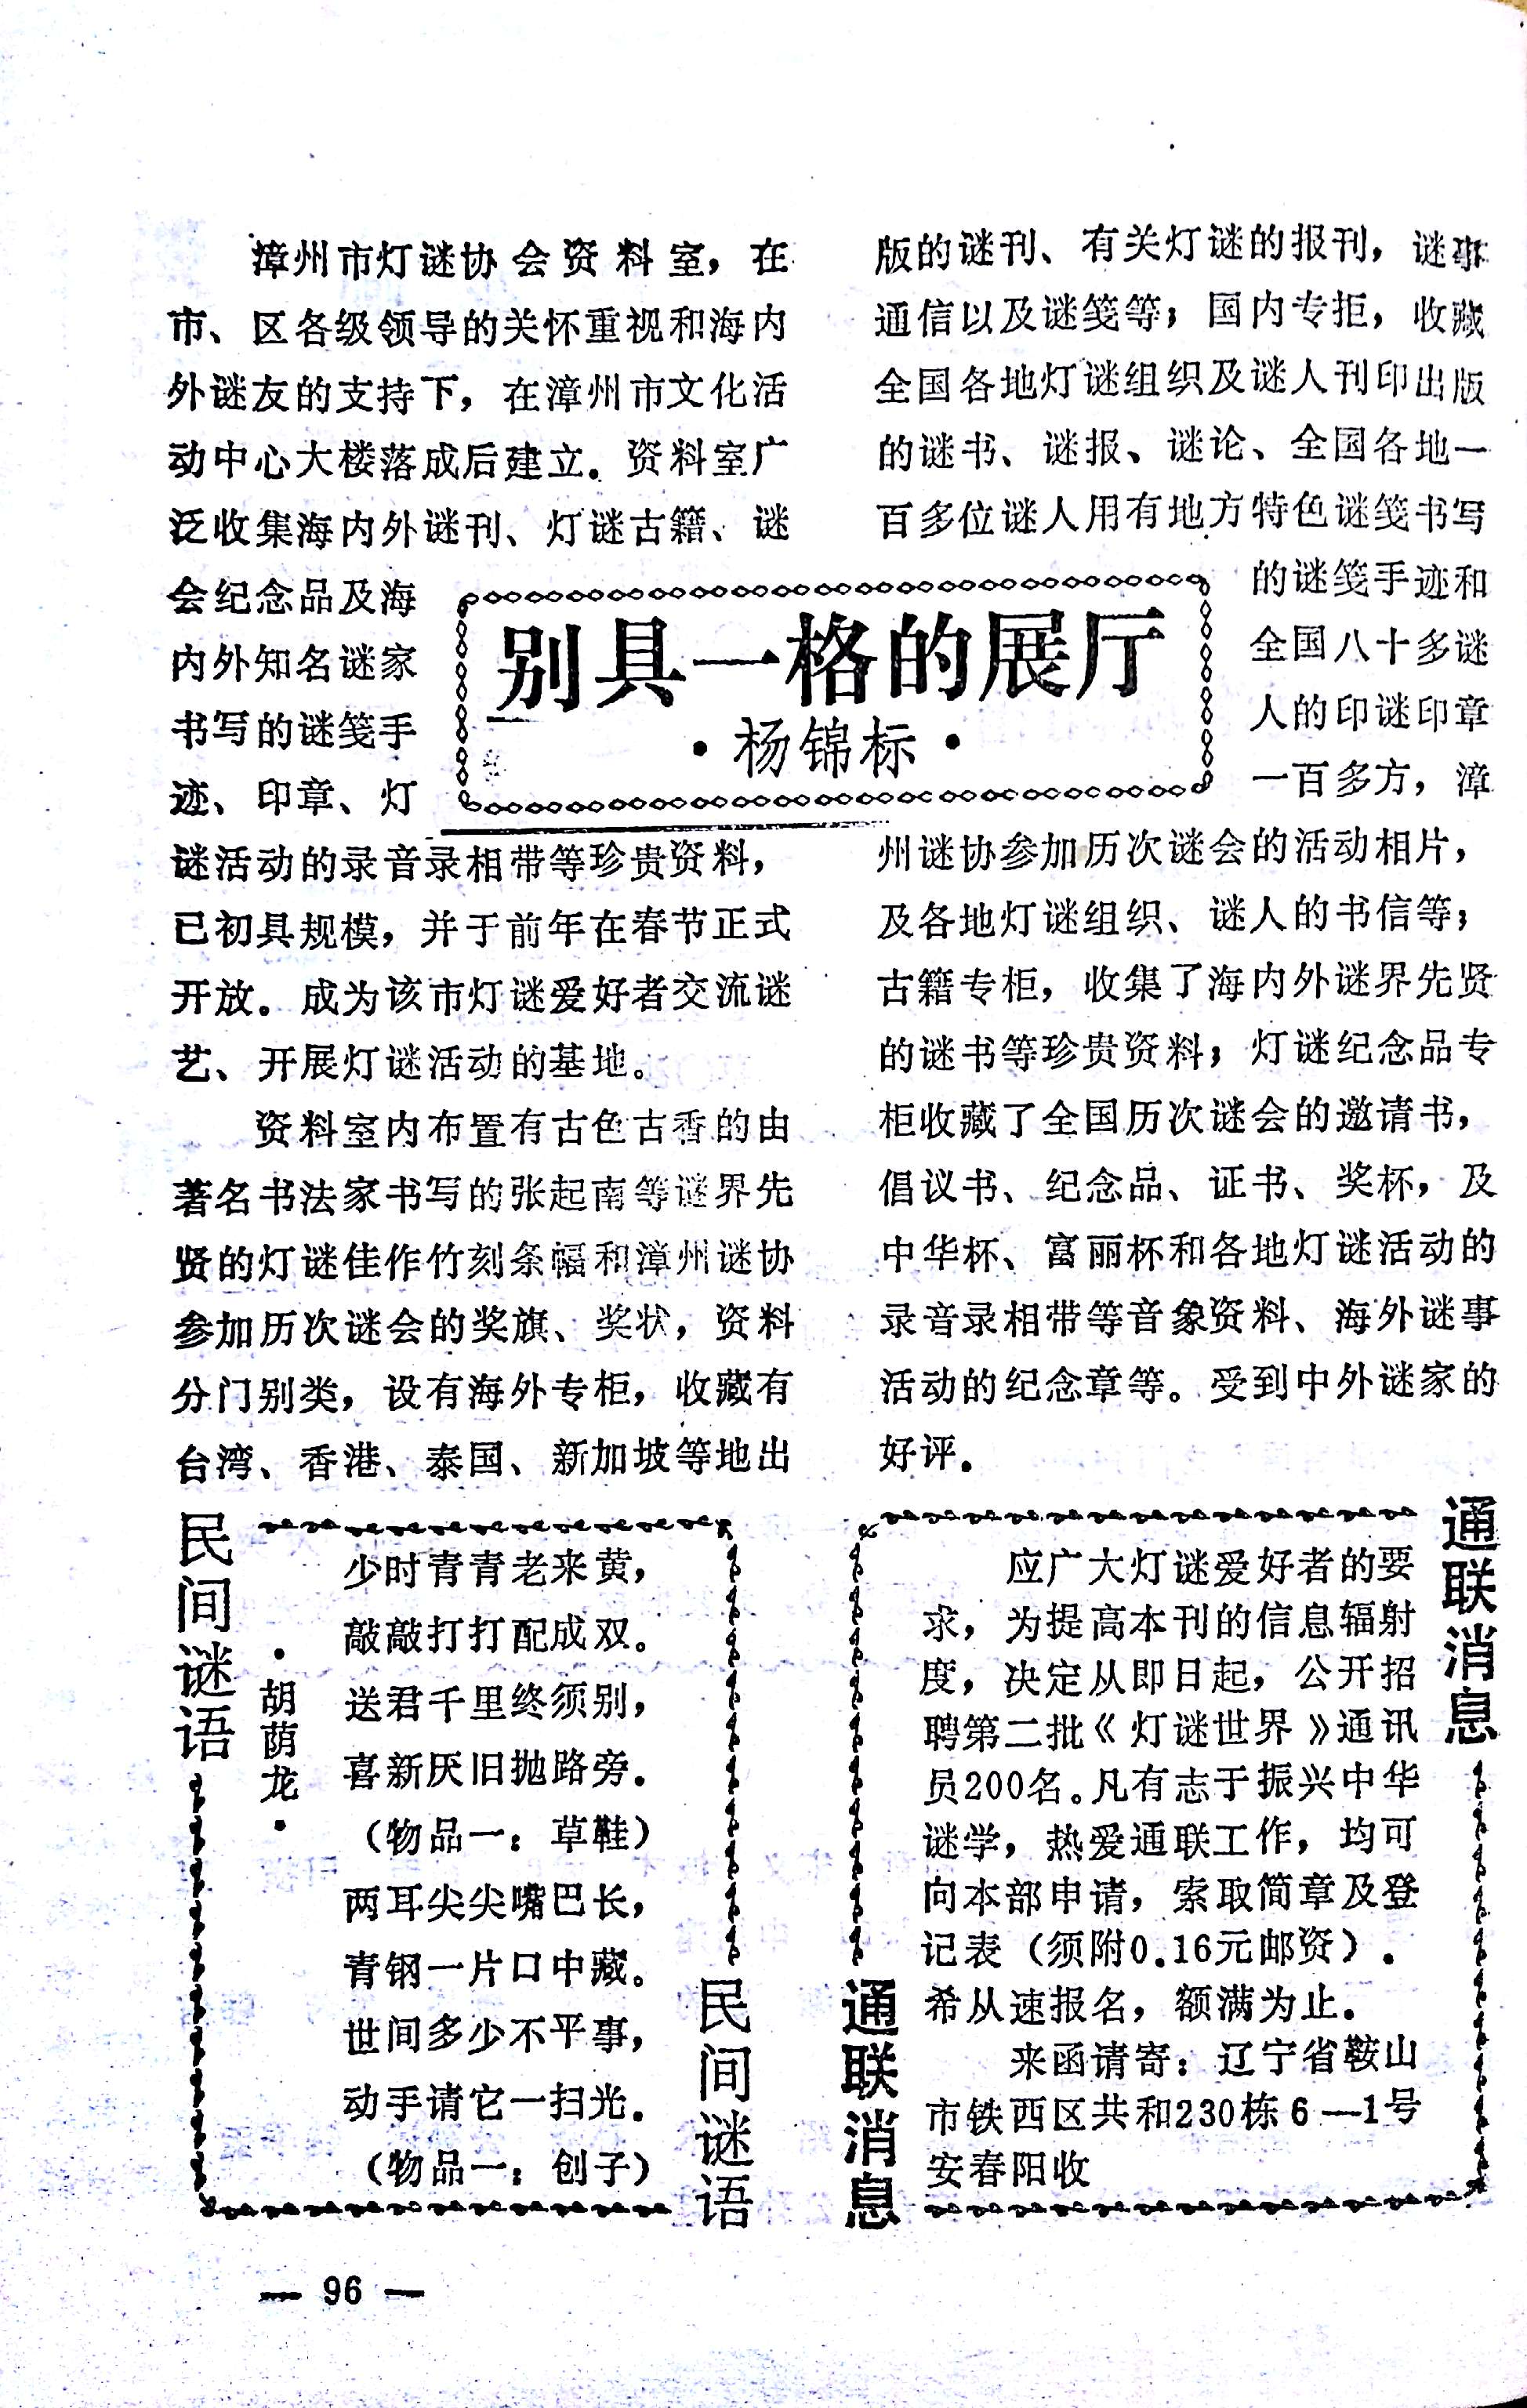 别具一格的展厅
·杨锦标·
漳州市灯谜协会资料室，在
市、区各级领导的关怀重视和海内
外谜友的支持下，在漳州市文化活
动中心大楼落成后建立。资料室广
泛收集海内外谜刊、灯谜古籍、谜
会纪念品及海
内外知名谜家
书写的谜笺手
迹、印章、灯
谜活动的录音录相带等珍贵资料，
已初具规模，并于前年在春节正式
开放。成为该市灯谜爱好者交流谜
艺、开展灯谜活动的基地。
资料室内布置有古色古香的由
著名书法家书写的张起南等谜界先
贤的灯谜佳作竹刻条幅和漳州谜协
参加历次谜会的奖旗、奖状，资料
分门别类，设有海外专柜，收藏有
台湾、香港、泰国、新加坡等地出
版的谜刊、有关灯谜的报刊，谜事
通信以及谜笺等；国内专拒，收藏
全国各地灯谜组织及谜人刊印出版
的谜书、谜报、谜论、全国各地一
百多位谜人用有地方特色谜笺书写
的谜笺手迹和
全国八十多谜
人的印谜印章
一百多方，漳
州谜协参加历次谜会的活动相片，
及各地灯谜组织、谜人的书信等；
古籍专柜，收集了海内外谜界先贤
的谜书等珍贵资料；灯谜纪念品专
柜收藏了全国历次谜会的邀请书，
倡议书、纪念品、证书、奖杯，及
中华杯、富丽杯和各地灯谜活动的
录音录相带等音象资料、海外谜事
活动的纪念章等。受到中外谜家的
好评。
民间谜语
·胡荫龙·
少时青青老来黄，
敲敲打打配成双。
送君千里终须别，
喜新厌旧抛路旁。
（物品一：草鞋）
两耳尖尖嘴巴长，
青钢一片口中藏。
世间多少不平事，
动手请它一扫光。
（物品一：创子）
民间谜语
通联消息
应广大灯谜爱好者的要
求，为提高本刊的信息辐射
度，决定从即日起，公开招
聘第二批《灯谜世界》通讯
员200名。凡有志于振兴中华
谜学，热爱通联工作，均可
向本部申请，索取简章及登
记表（须附0.16元邮资）。
希从速报名，额满为止。
来函请寄：辽宁省鞍山
市铁西区共和230栋6—1号
安春阳收
通联消息
— 96 —